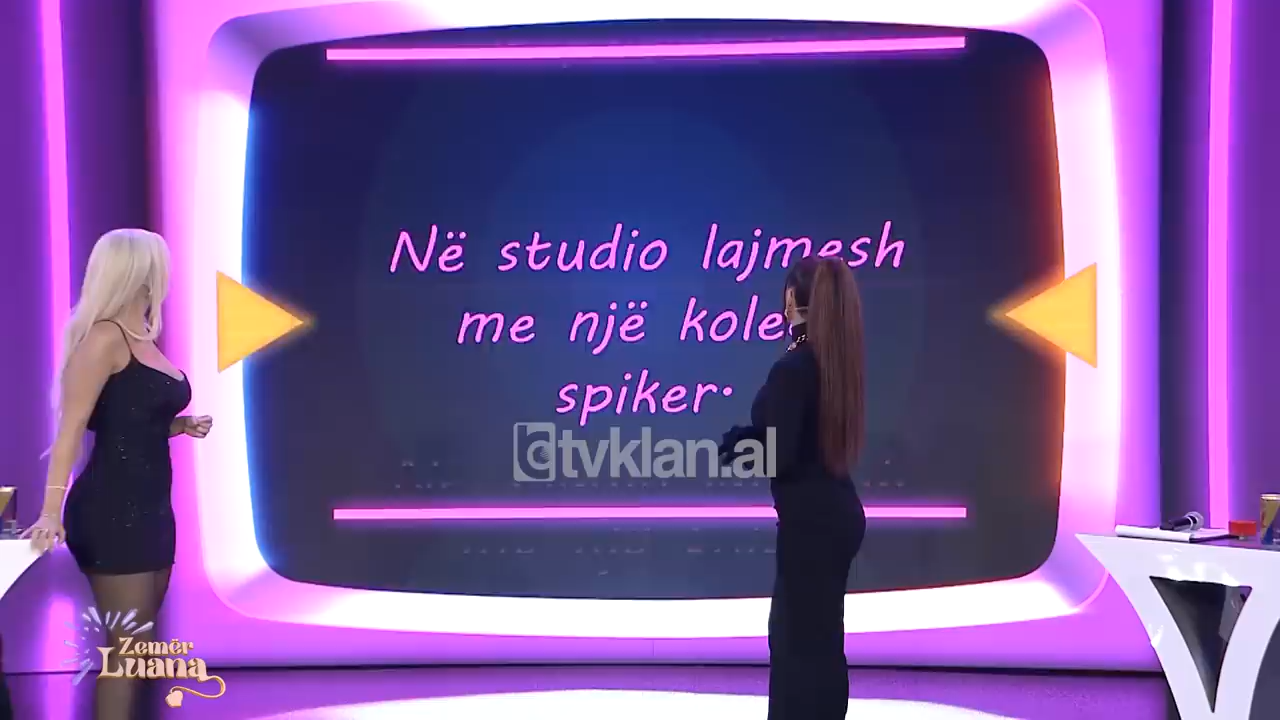 Në studio lajmesh
me një
spiker.
tvklan.al
Zemër
Luana